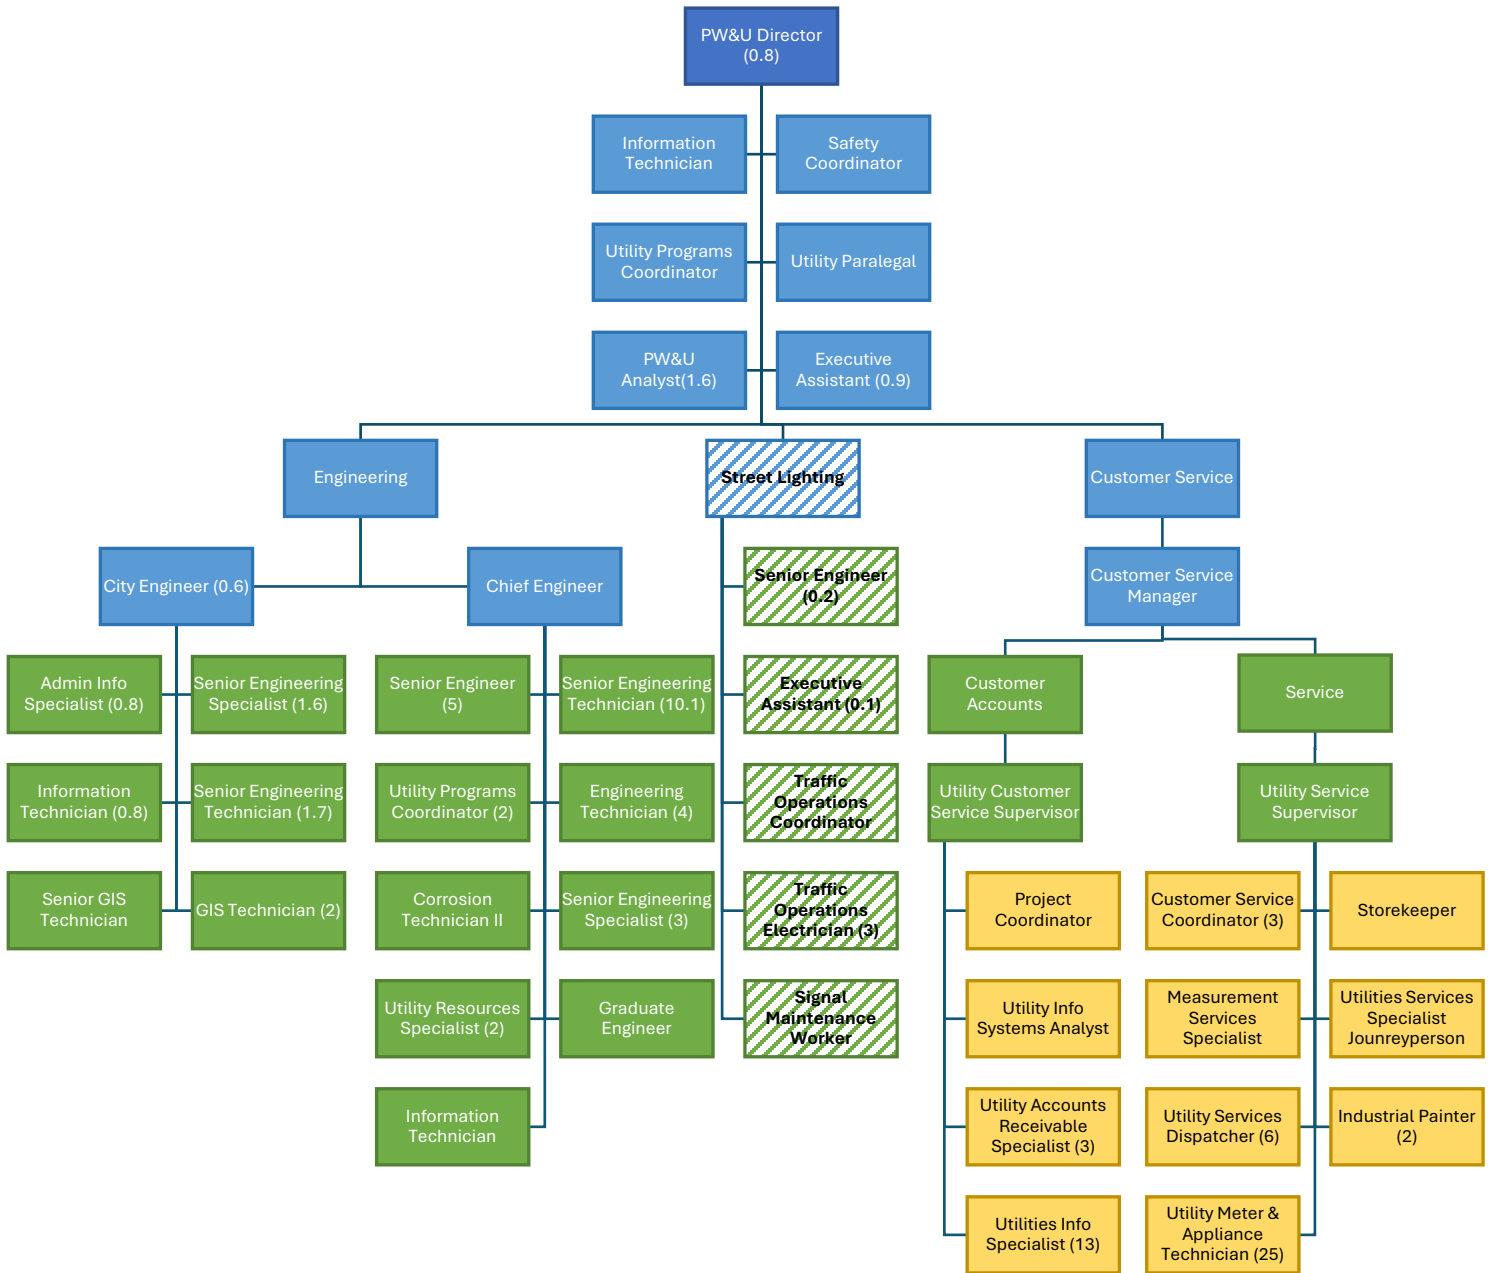 PW&U Director
(0.8)
Information
Technician
Safety
Coordinator
Utility Programs
Coordinator
Utility Paralegal
PW&U
Analyst(1.6)
Executive
Assistant (0.9)
Engineering
Street Lighting
Customer Service
City Engineer (0.6)
Chief Engineer
Senior Engineer
(0.2)
Customer Service
Manager
Admin Info
Specialist (0.8)
Senior Engineering
Specialist (1.6)
Senior Engineer
(5)
Senior Engineering
Technician (10.1)
Executive
Assistant (0.1)
Customer
Accounts
Service
Information
Technician (0.8)
Senior Engineering
Technician (1.7)
Utility Programs
Coordinator (2)
Engineering
Technician (4)
Traffic
Operations
Coordinator
Utility Customer
Service Supervisor
Utility Service
Supervisor
Senior GIS
Technician
GIS Technician (2)
Corrosion
Technician II
Senior Engineering
Specialist (3)
Traffic
Operations
Electrician (3)
Project
Coordinator
Customer Service
Coordinator (3)
Storekeeper
Utility Resources
Specialist (2)
Graduate
Engineer
Signal
Maintenance
Worker
Utility Info
Systems Analyst
Measurement
Services
Specialist
Utilities Services
Specialist
Jounreyperson
Information
Technician
Utility Accounts
Receivable
Specialist (3)
Utility Services
Dispatcher (6)
Industrial Painter
(2)
Utilities Info
Specialist (13)
Utility Meter &
Appliance
Technician (25)